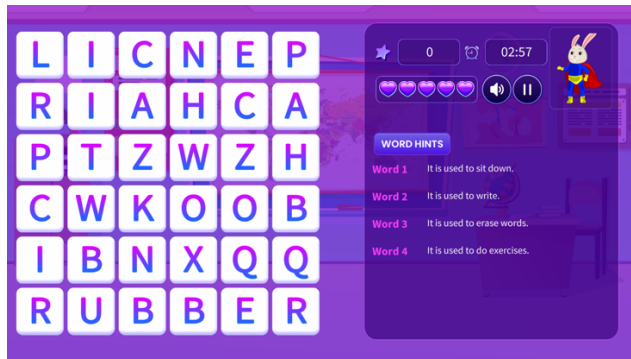 L I C N E P
R I A H C A
P T Z W Z H
C W K O O B
I B N X Q Q
R U B B E R
0
02:57
WORD HINTS
Word 1 It is used to sit down.
Word 2 It is used to write.
Word 3 It is used to erase words.
Word 4 It is used to do exercises.